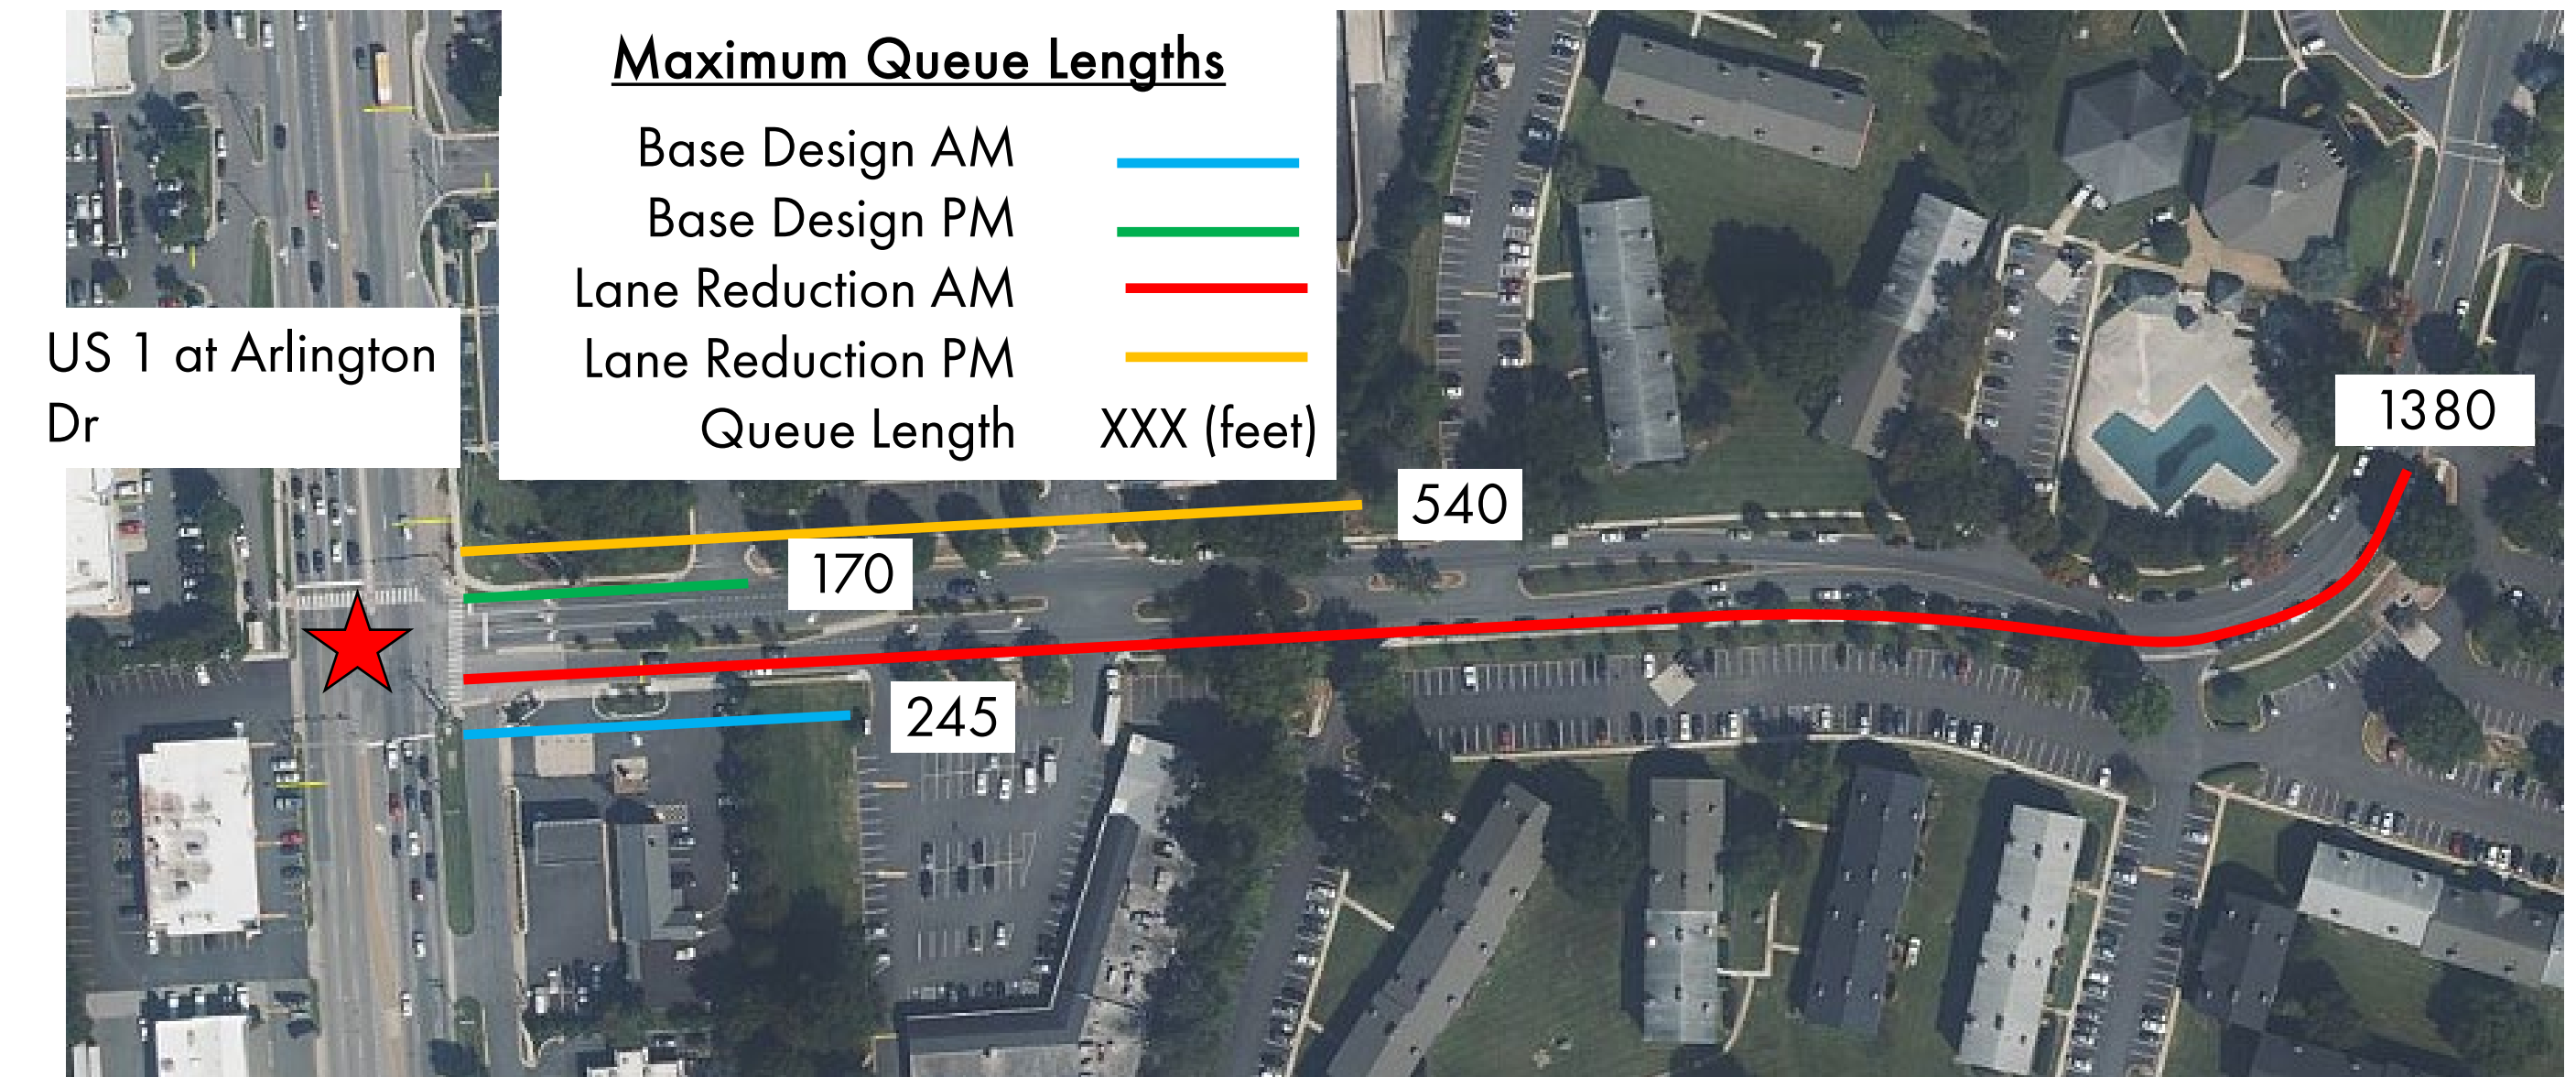 Maximum Queue Lengths
Base Design AM
Base Design PM
Lane Reduction AM
Lane Reduction PM
Queue Length XXX (feet)
US 1 at Arlington
Dr
1380
540
170
245